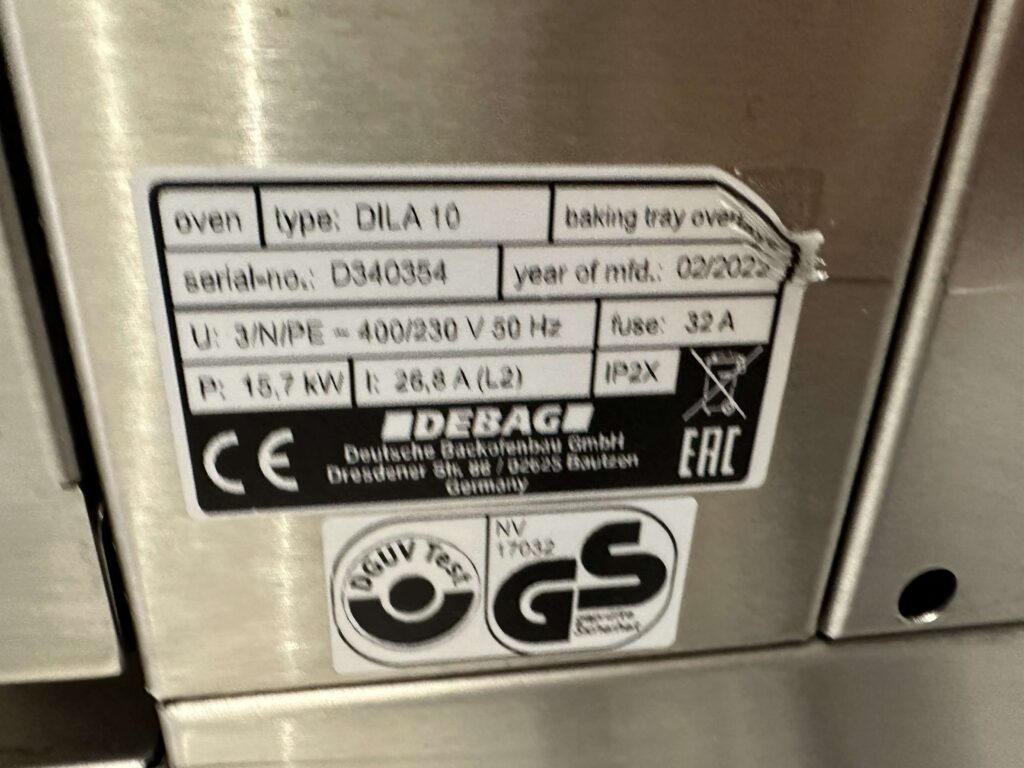 oven type: DILA 10 baking tray oven
serial-no.: D340354 year of mfd.: 02/2022
U: 3/N/PE ~ 400/230 V 50 Hz fuse: 32 A
P: 15,7 kW I: 26,8 A (L2) IP2X
DEBAG
Deutsche Backofenbau GmbH
Dresdener Str. 88 / 02625 Bautzen
Germany
CE
EAC
DGUV Test
NV
17032
GS
geprüfte
Sicherheit